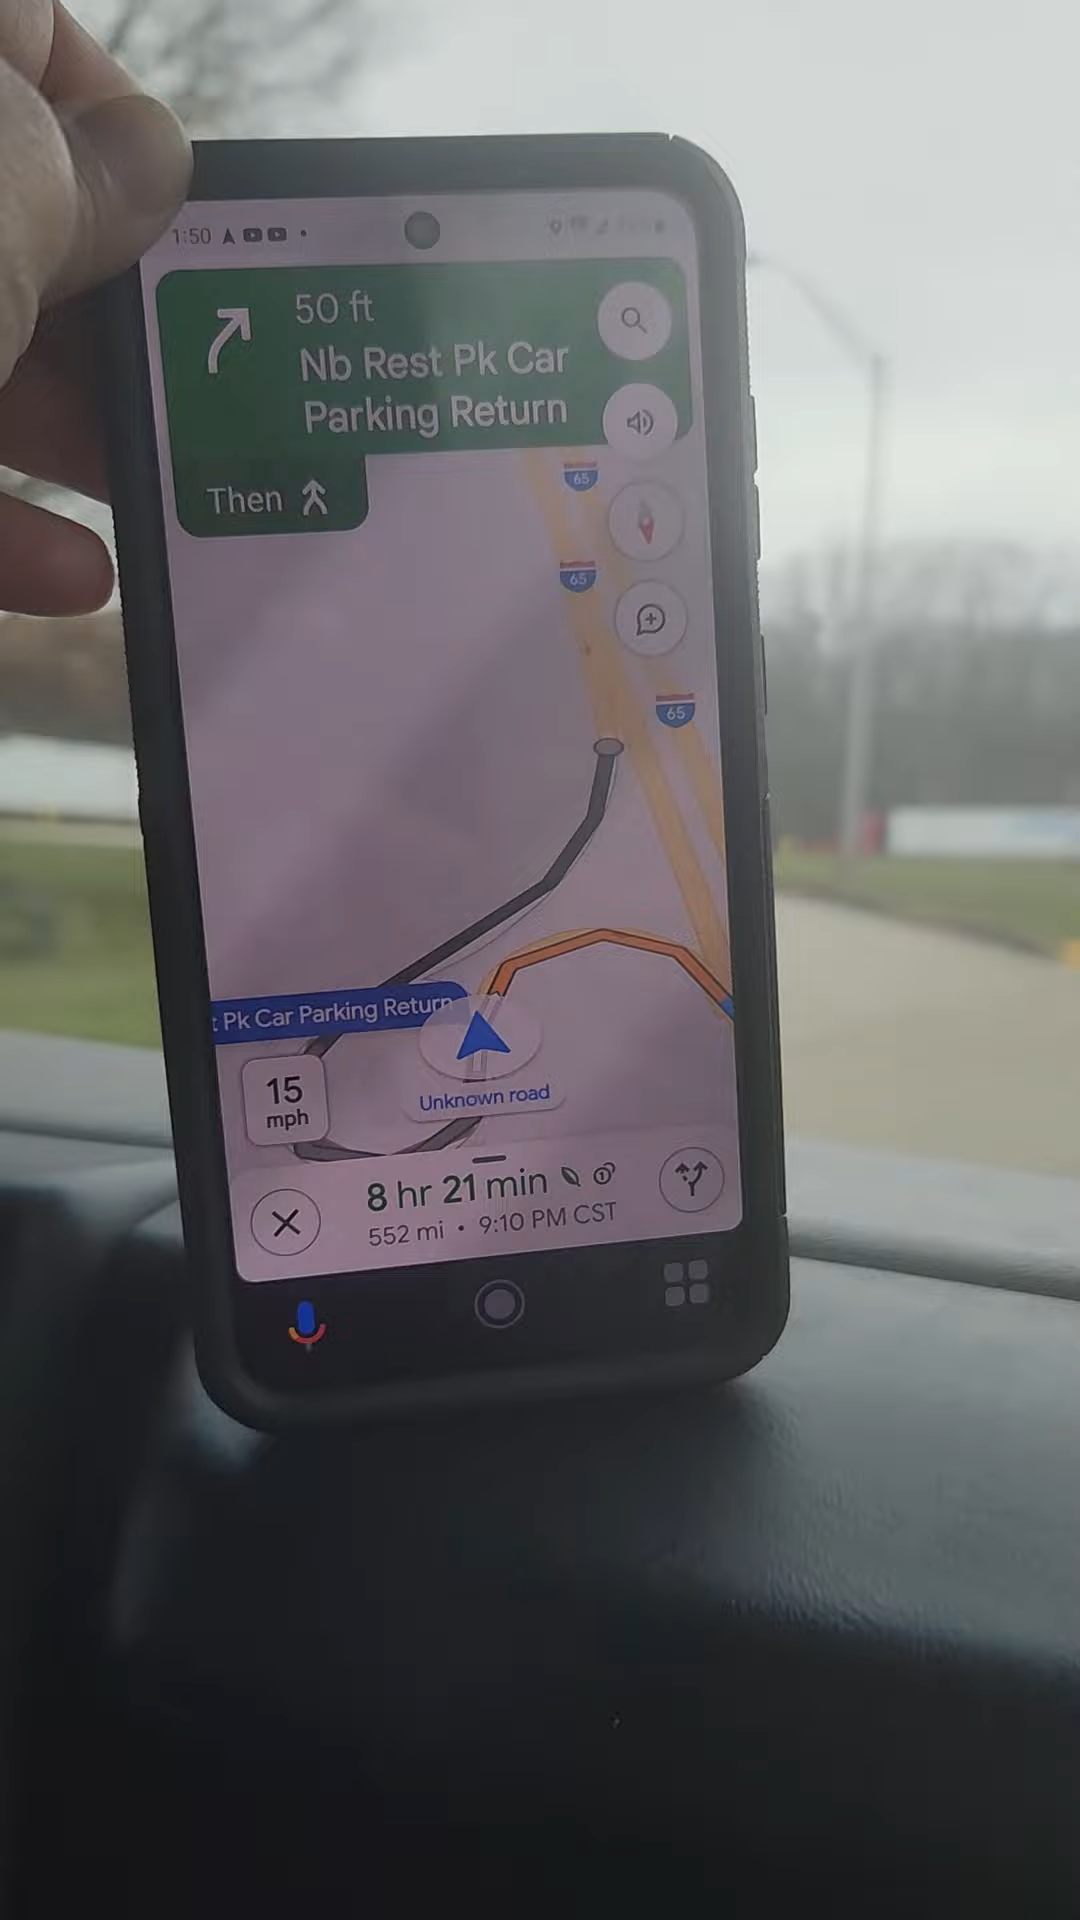 1:50
50 ft
Nb Rest Pk Car
Parking Return
Then
65
65
65
t Pk Car Parking Return
15
mph
Unknown road
8 hr 21 min
552 mi • 9:10 PM CST